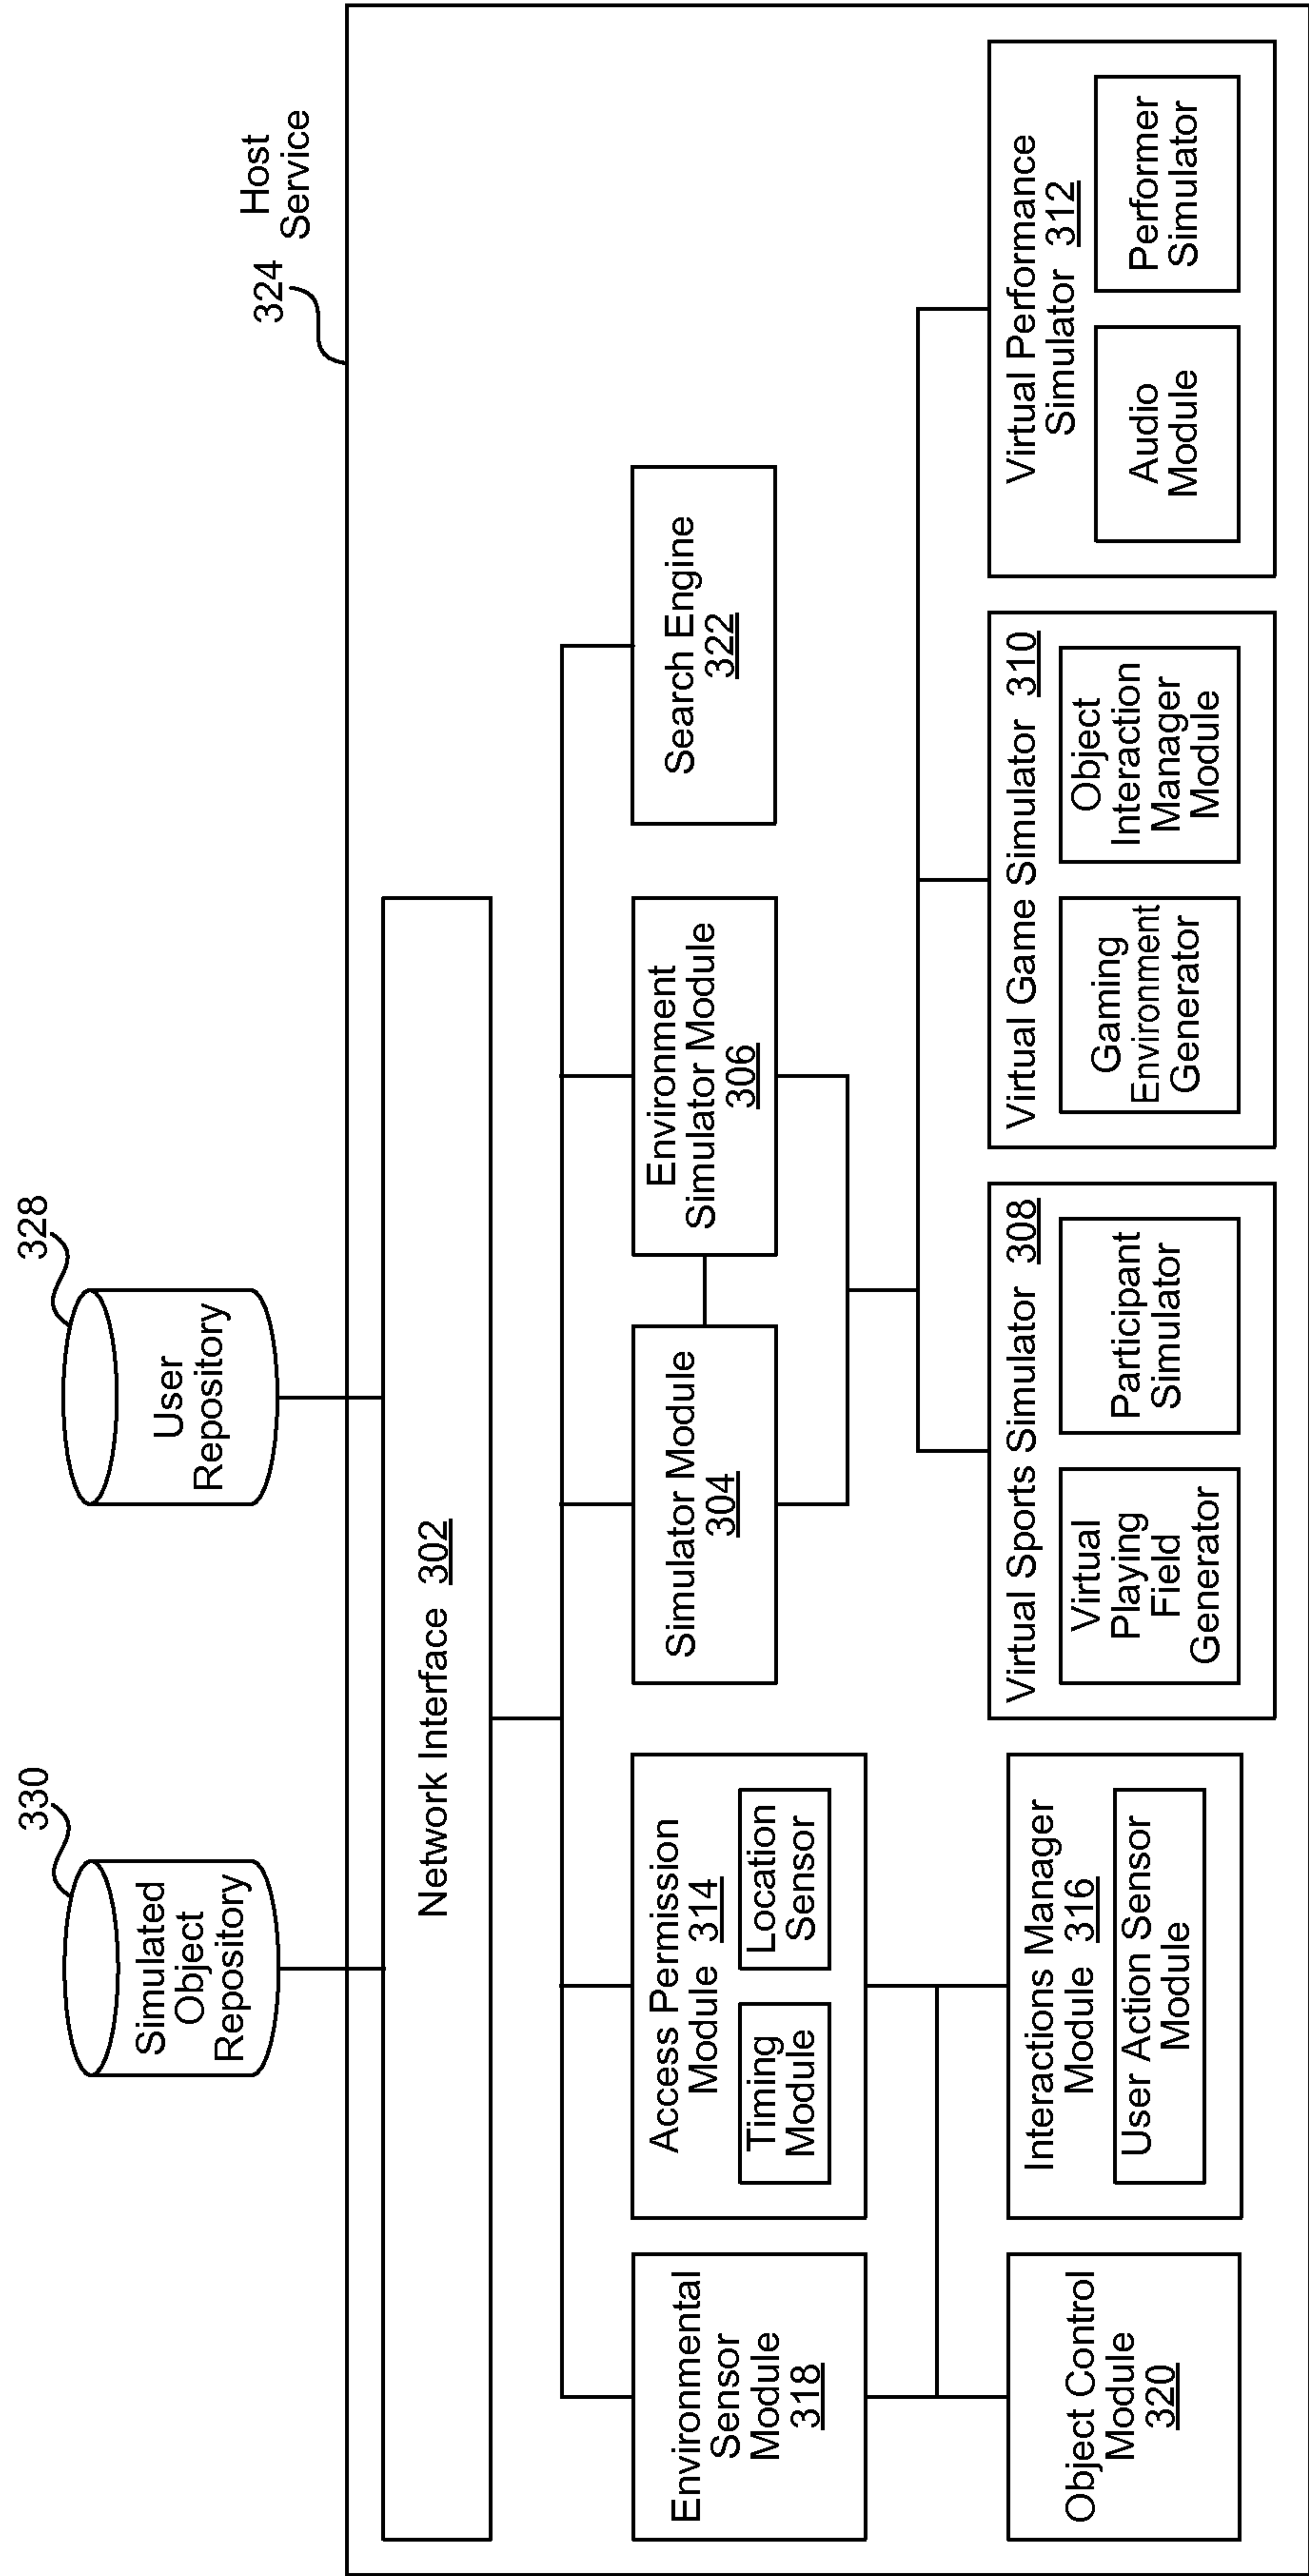 330
Simulated
Object
Repository
328
User
Repository
324
Host
Service
Network Interface 302
Environmental
Sensor
Module
318
Access Permission
Module 314
Timing
Module
Location
Sensor
Simulator Module
304
Environment
Simulator Module
306
Search Engine
322
Object Control
Module
320
Interactions Manager
Module 316
User Action Sensor
Module
Virtual Sports Simulator 308
Virtual
Playing
Field
Generator
Participant
Simulator
Virtual Game Simulator 310
Gaming
Environment
Generator
Object
Interaction
Manager
Module
Virtual Performance
Simulator 312
Audio
Module
Performer
Simulator